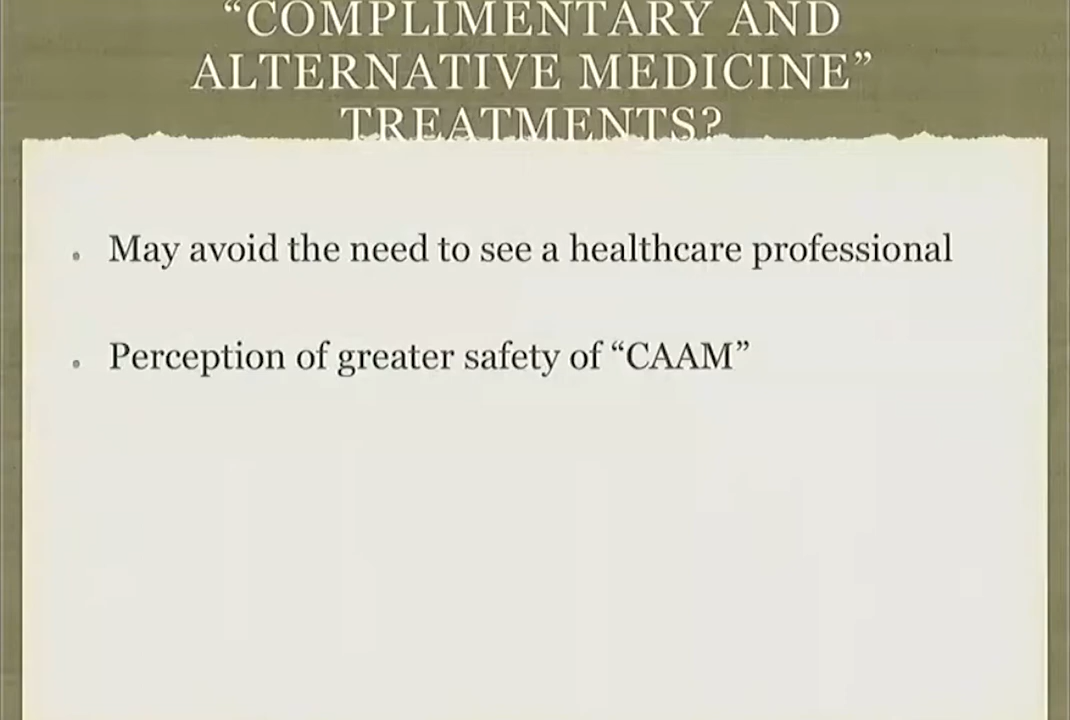 “COMPLIMENTARY AND
ALTERNATIVE MEDICINE”
TREATMENTS?
• May avoid the need to see a healthcare professional
• Perception of greater safety of “CAAM”